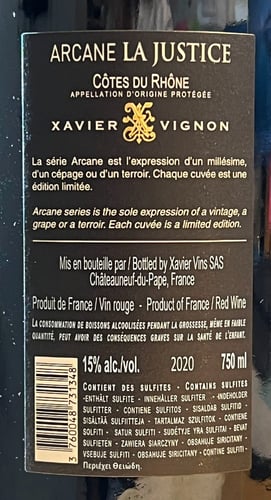 ARCANE LA JUSTICE
CÔTES DU RHÔNE
APPELLATION D'ORIGINE PROTÉGÉE
XAVIER VIGNON
La série Arcane est l'expression d'un millésime,
d'un cépage ou d'un terroir. Chaque cuvée est une
édition limitée.
Arcane series is the sole expression of a vintage, a
grape or a terroir. Each cuvée is a limited edition.
Mis en bouteille par / Bottled by Xavier Vins SAS
Châteauneuf-du-Pape, France
Produit de France / Vin rouge - Product of France / Red Wine
LA CONSOMMATION DE BOISSONS ALCOOLISÉES PENDANT LA GROSSESSE, MÊME EN FAIBLE
QUANTITÉ, PEUT AVOIR DES CONSÉQUENCES GRAVES SUR LA SANTÉ DE L'ENFANT.
15% alc./vol. 2020 750 ml
CONTIENT DES SULFITES - CONTAINS SULFITES
-ENTHÄLT SULFITE - INNEHÅLLER SULFITER - INDEHOLDER
SULFITTER - CONTIENE SULFITOS - SISALDAB SULFITID -
SISÄLTÄÄ SULFIITTEJA - TARTALMAZ SZULFITOK - CONTIENE
SOLFITI - SATUR SULFITI - SUDĖTYJE YRA SULFITAI - BEVAT
SULFIETEN - ZAWIERA SIARCZYNY - OBSAHUJE SIRICITANY -
VSEBUJE SULFITI - OBSAHUJE SIRICITANY - CONTINE SULFITI -
Περιέχει Θειώδη.
3 760048 731348